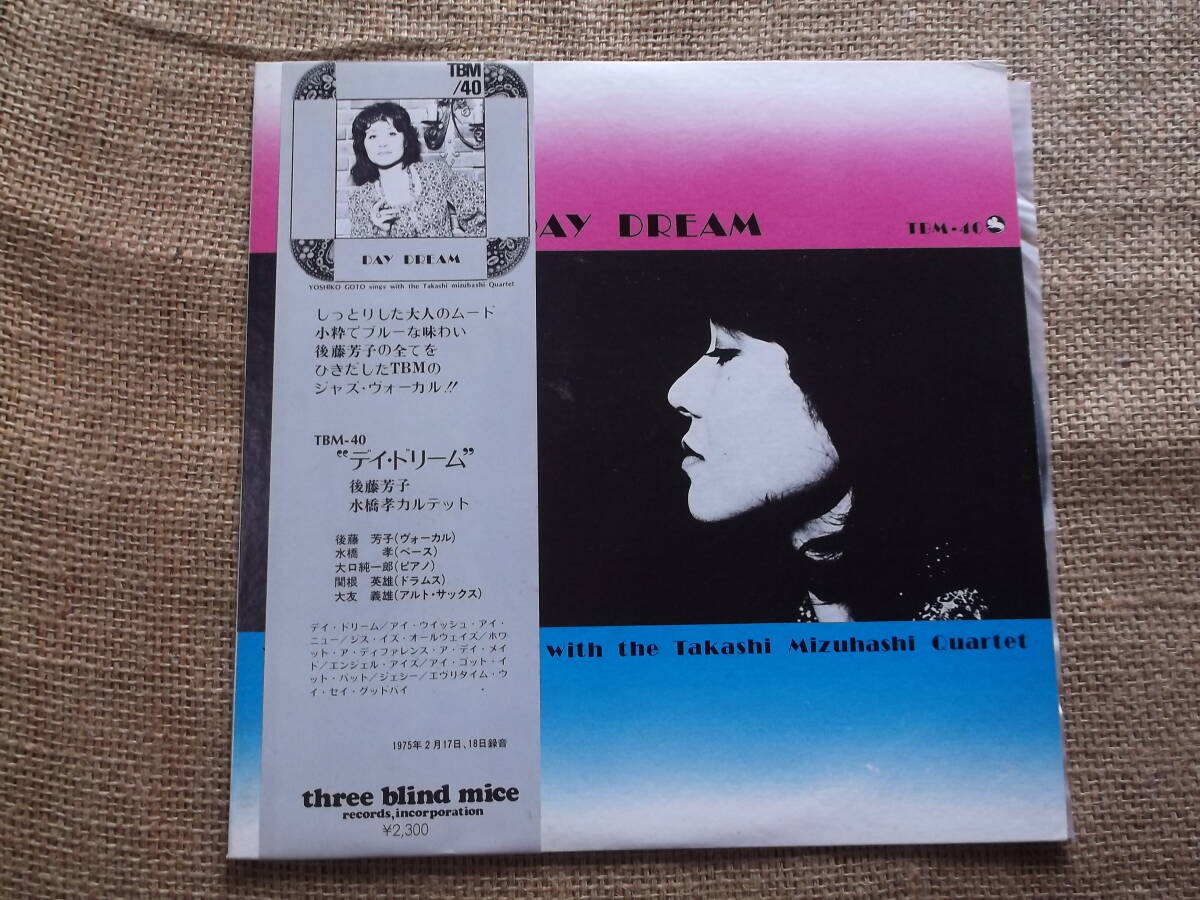 TBM
/40
DAY DREAM
YOSHIKO GOTO sings with the Takashi mizuhashi Quartet
しっとりした大人のムード
小粋でブルーな味わい
後藤芳子の全てを
ひきだしたTBMの
ジャズ・ヴォーカル!!
TBM-40
“デイ・ドリーム”
後藤芳子
水橋孝カルテット
後藤 芳子(ヴォーカル)
水橋 孝(ベース)
大口純一郎(ピアノ)
関根 英雄(ドラムス)
大友 義雄(アルト・サックス)
デイ・ドリーム/アイ・ウイッシュ・アイ・
ニュー/ジス・イズ・オールウェイズ/ホワ
ット・ア・ディファレンス・ア・デイ・メイ
ド/エンジェル・アイズ/アイ・ゴット・イ
ット・バット/ジェシー/エヴリタイム・ウ
イ・セイ・グットバイ
1975年2月17日、18日録音
three blind mice
records, incorporation
¥2,300
DAY DREAM
TBM-40
with the Takashi Mizuhashi Quartet